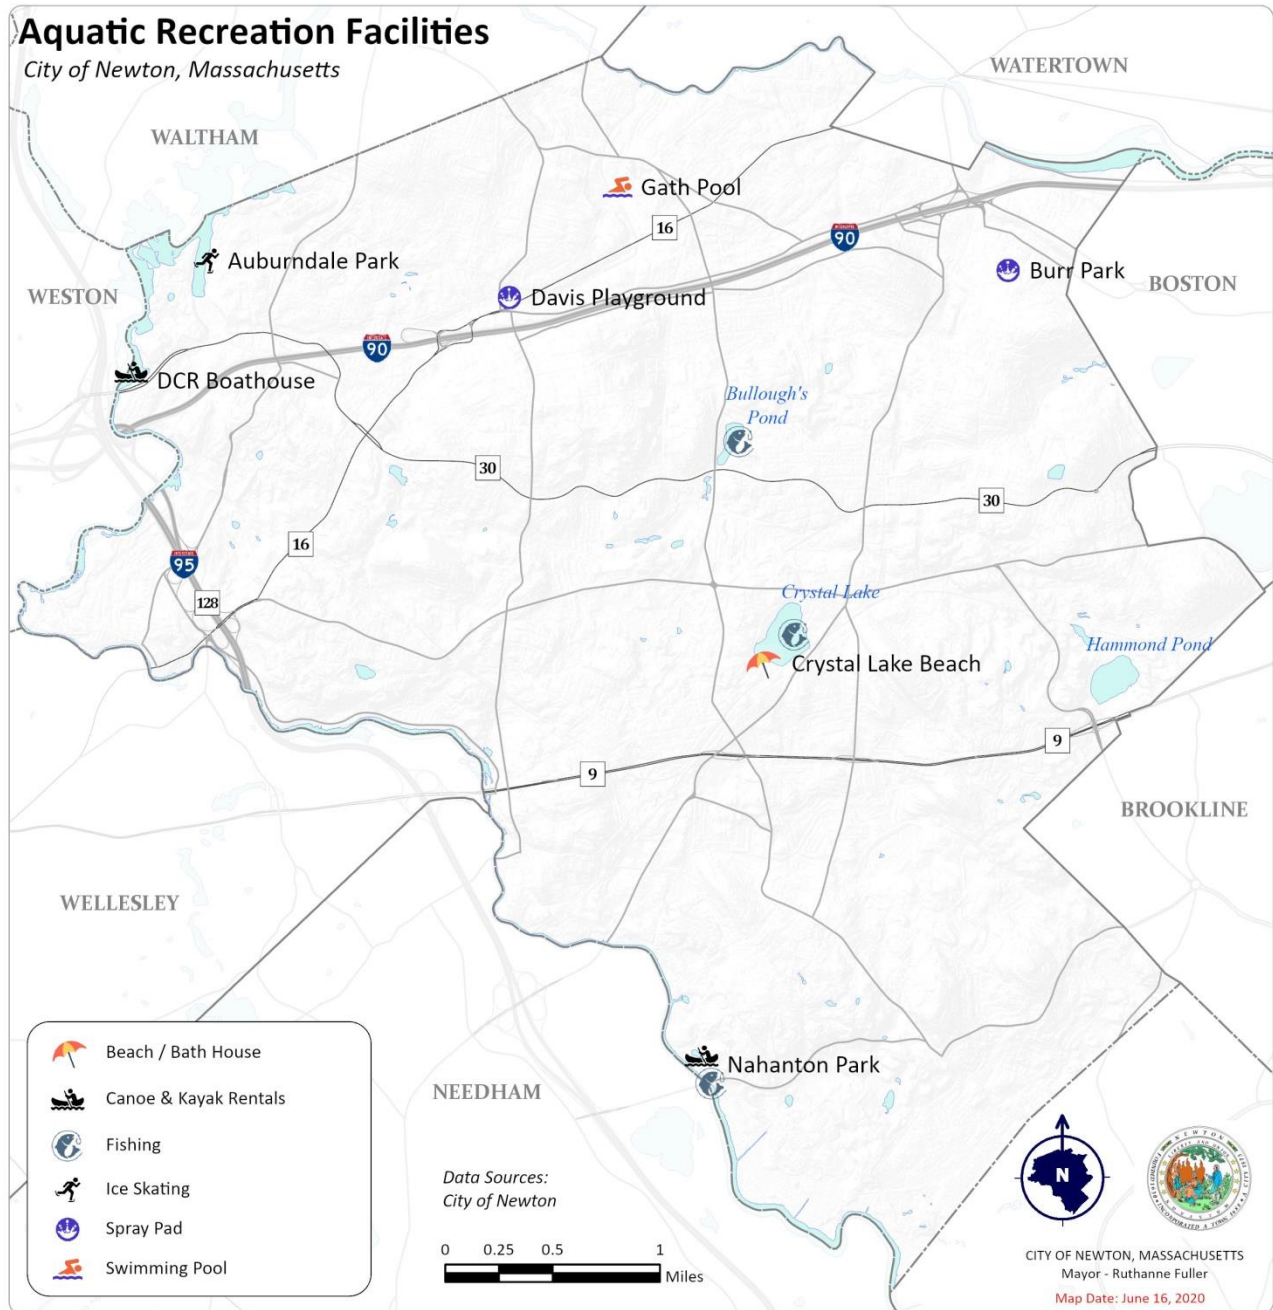 Aquatic Recreation Facilities
City of Newton, Massachusetts
WATERTOWN
WALTHAM
Gath Pool
16
90
Auburndale Park
Burr Park
WESTON
BOSTON
Davis Playground
90
DCR Boathouse
Bullough's
Pond
30
30
16
95
128
Crystal Lake
Hammond Pond
Crystal Lake Beach
9
9
BROOKLINE
WELLESLEY
Nahanton Park
NEEDHAM
Beach / Bath House
Canoe & Kayak Rentals
Fishing
Ice Skating
Spray Pad
Swimming Pool
Data Sources:
City of Newton
0 0.25 0.5 1
Miles
N
CITY OF NEWTON, MASSACHUSETTS
Mayor - Ruthanne Fuller
Map Date: June 16, 2020